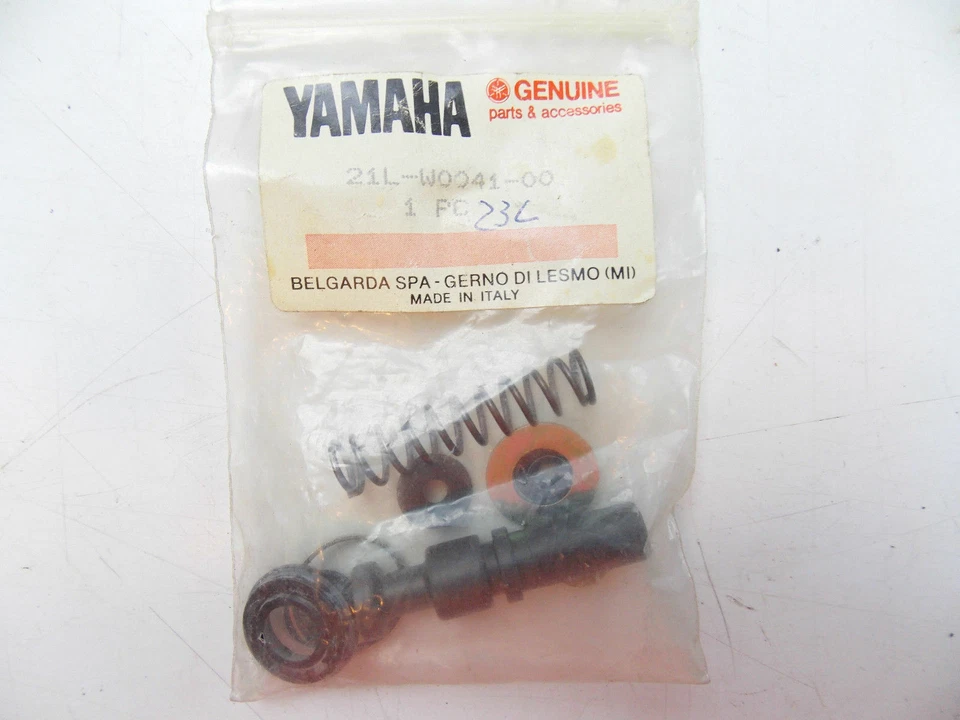 YAMAHA
GENUINE
parts & accessories
21L-W0041-00
1 PC 23L
BELGARDA SPA - GERNO DI LESMO (MI)
MADE IN ITALY